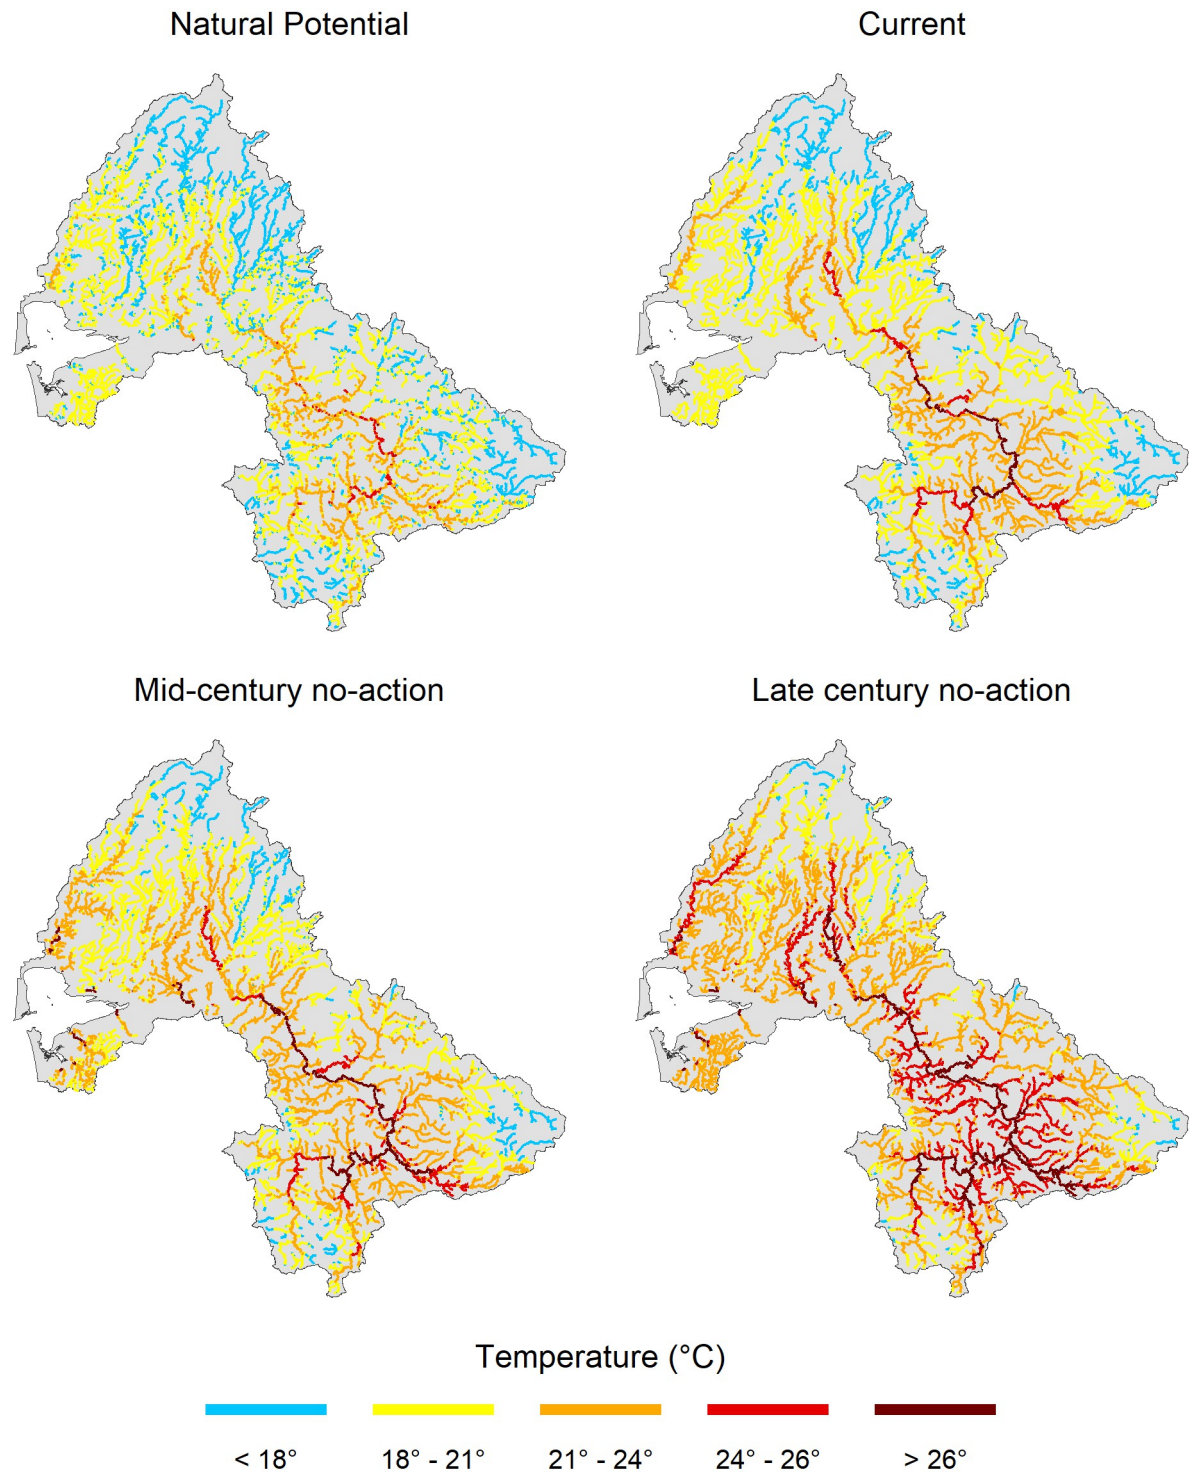 Natural Potential
Current
Mid-century no-action
Late century no-action
Temperature (°C)
< 18°
18° - 21°
21° - 24°
24° - 26°
> 26°